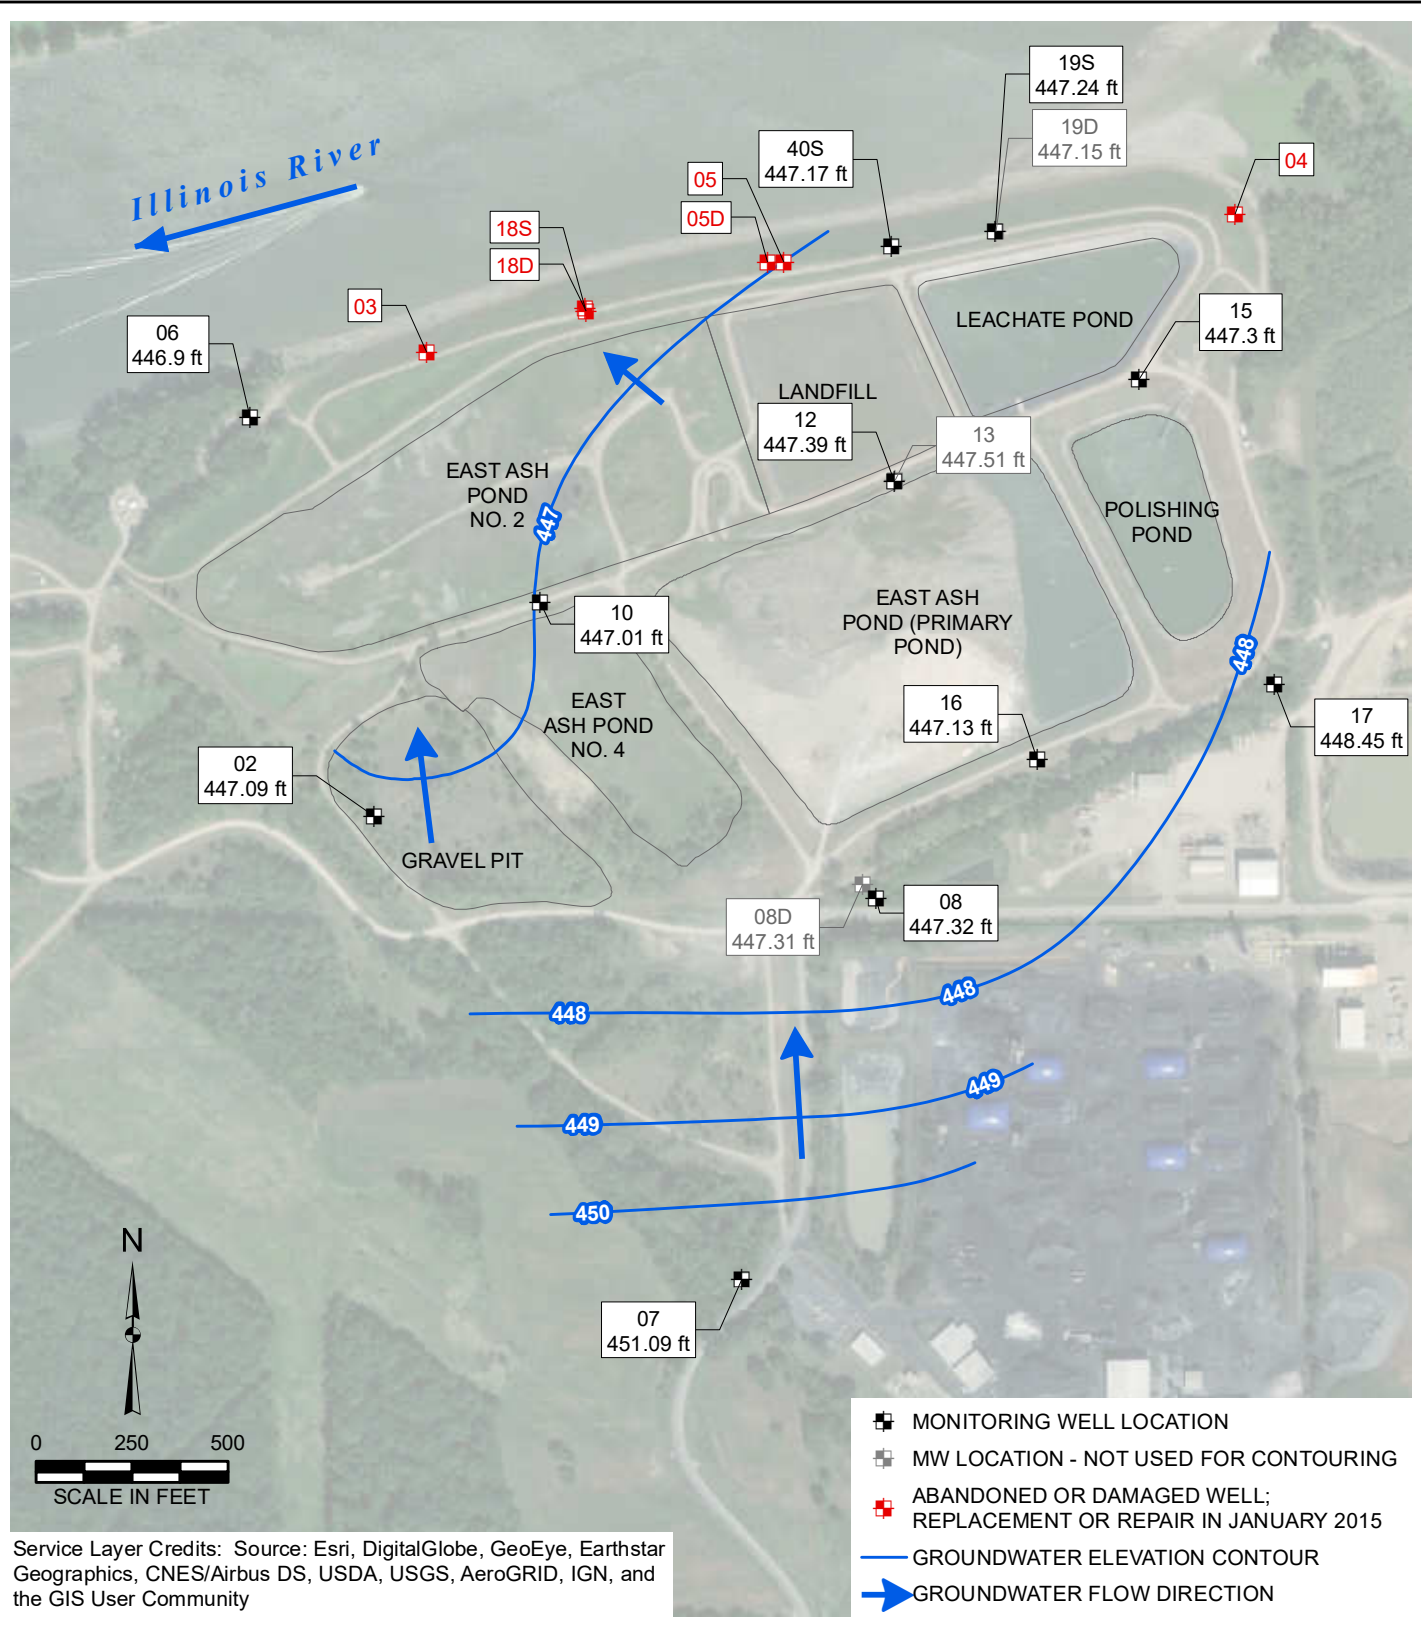 19S
447.24 ft
19D
447.15 ft
40S
447.17 ft
04
05
05D
Illinois River
18S
18D
03
06
446.9 ft
15
447.3 ft
LEACHATE POND
LANDFILL
12
447.39 ft
13
447.51 ft
EAST ASH
POND
NO. 2
447
POLISHING
POND
10
447.01 ft
EAST ASH
POND (PRIMARY
POND)
448
EAST
ASH POND
NO. 4
16
447.13 ft
17
448.45 ft
02
447.09 ft
GRAVEL PIT
08D
447.31 ft
08
447.32 ft
448
448
449
449
450
N
07
451.09 ft
0 250 500
SCALE IN FEET
MONITORING WELL LOCATION
MW LOCATION - NOT USED FOR CONTOURING
ABANDONED OR DAMAGED WELL;
REPLACEMENT OR REPAIR IN JANUARY 2015
GROUNDWATER ELEVATION CONTOUR
GROUNDWATER FLOW DIRECTION
Service Layer Credits: Source: Esri, DigitalGlobe, GeoEye, Earthstar
Geographics, CNES/Airbus DS, USDA, USGS, AeroGRID, IGN, and
the GIS User Community